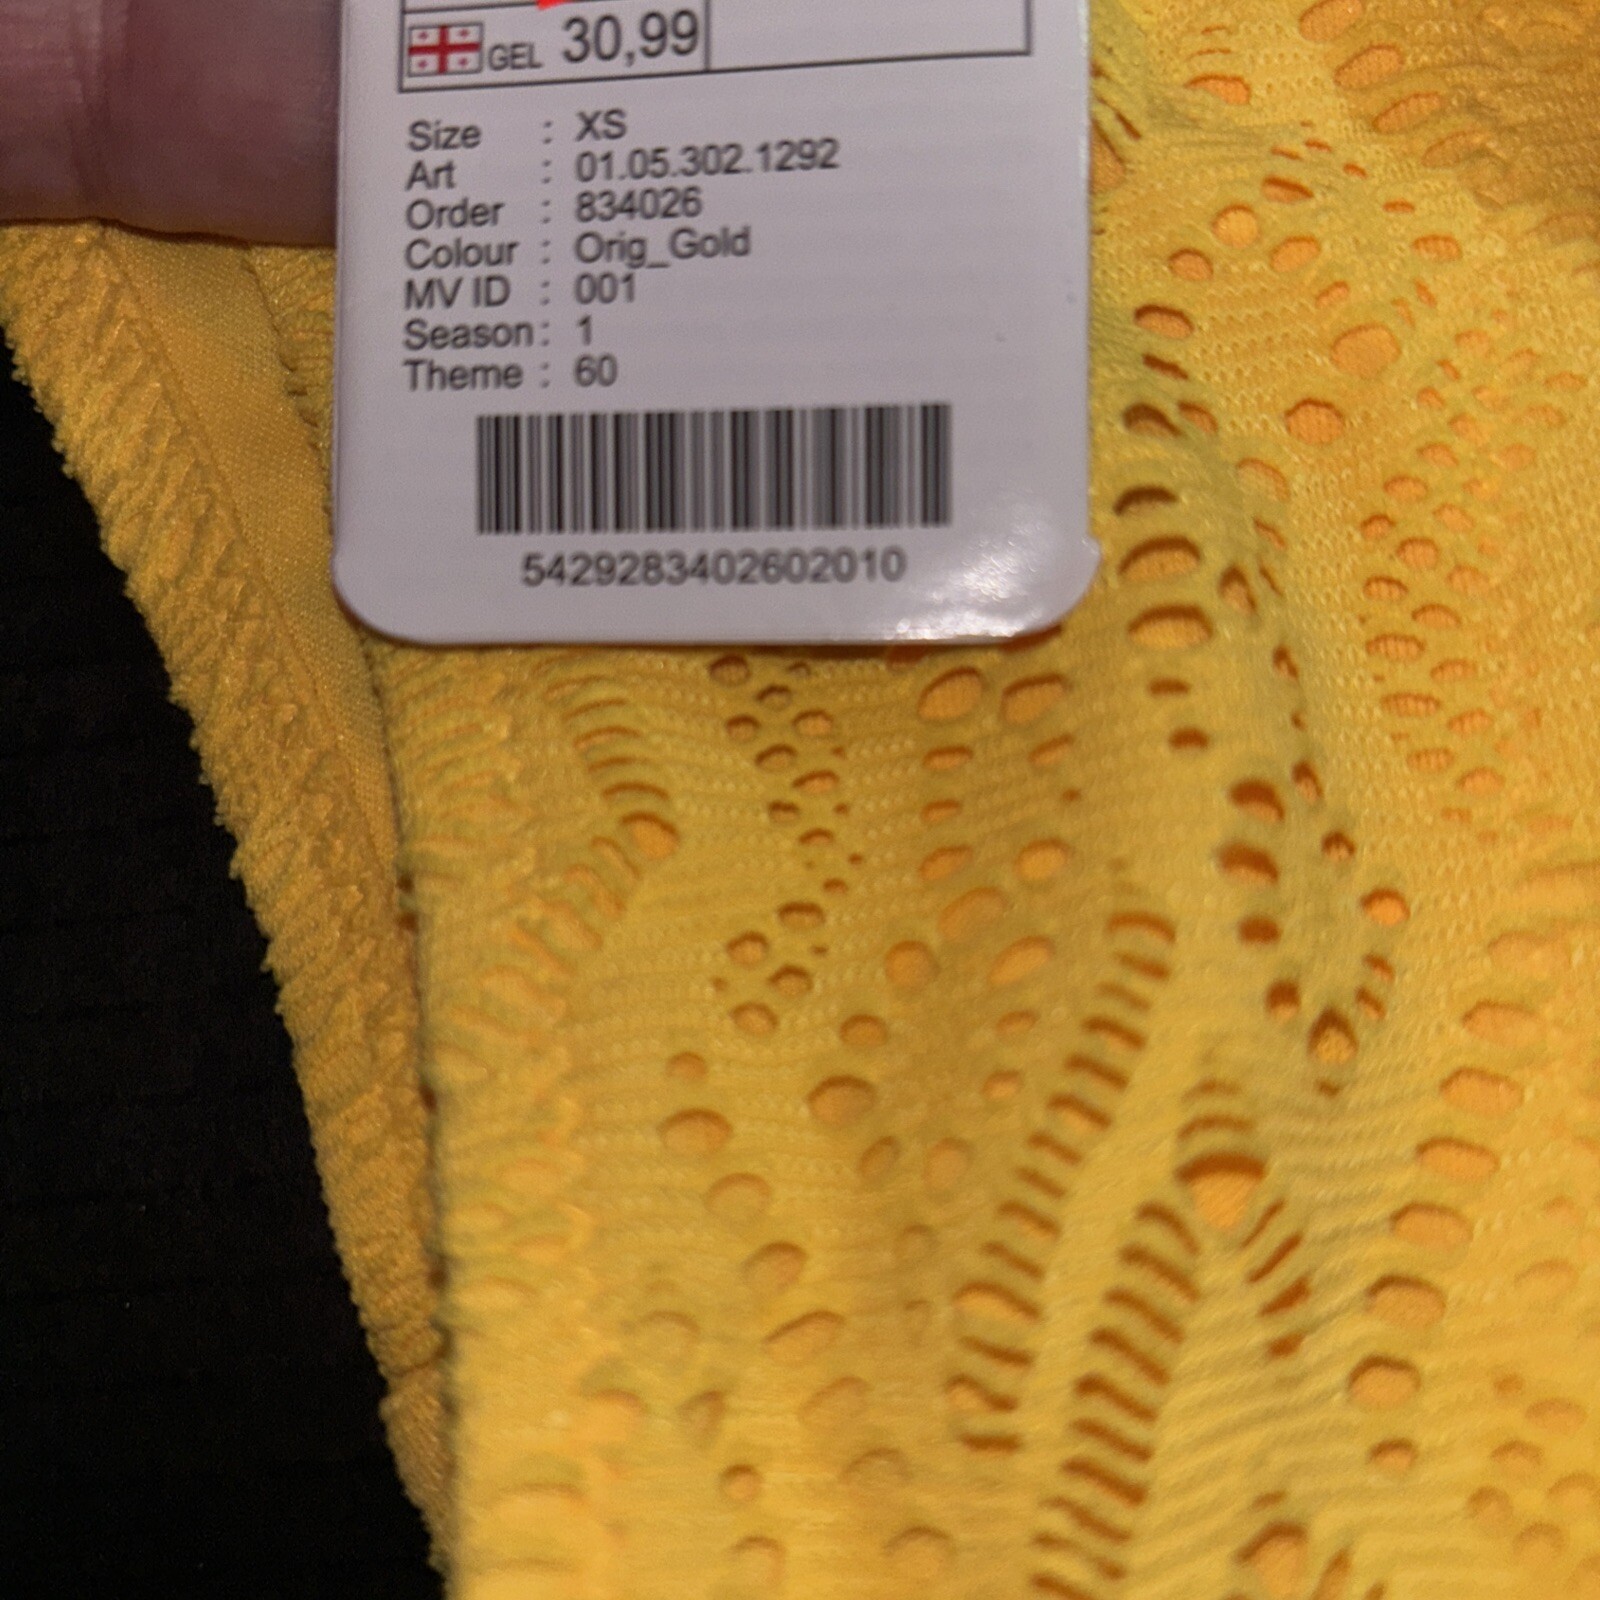 GEL 30,99
Size : XS
Art : 01.05.302.1292
Order : 834026
Colour : Orig_Gold
MV ID : 001
Season : 1
Theme : 60
5429283402602010